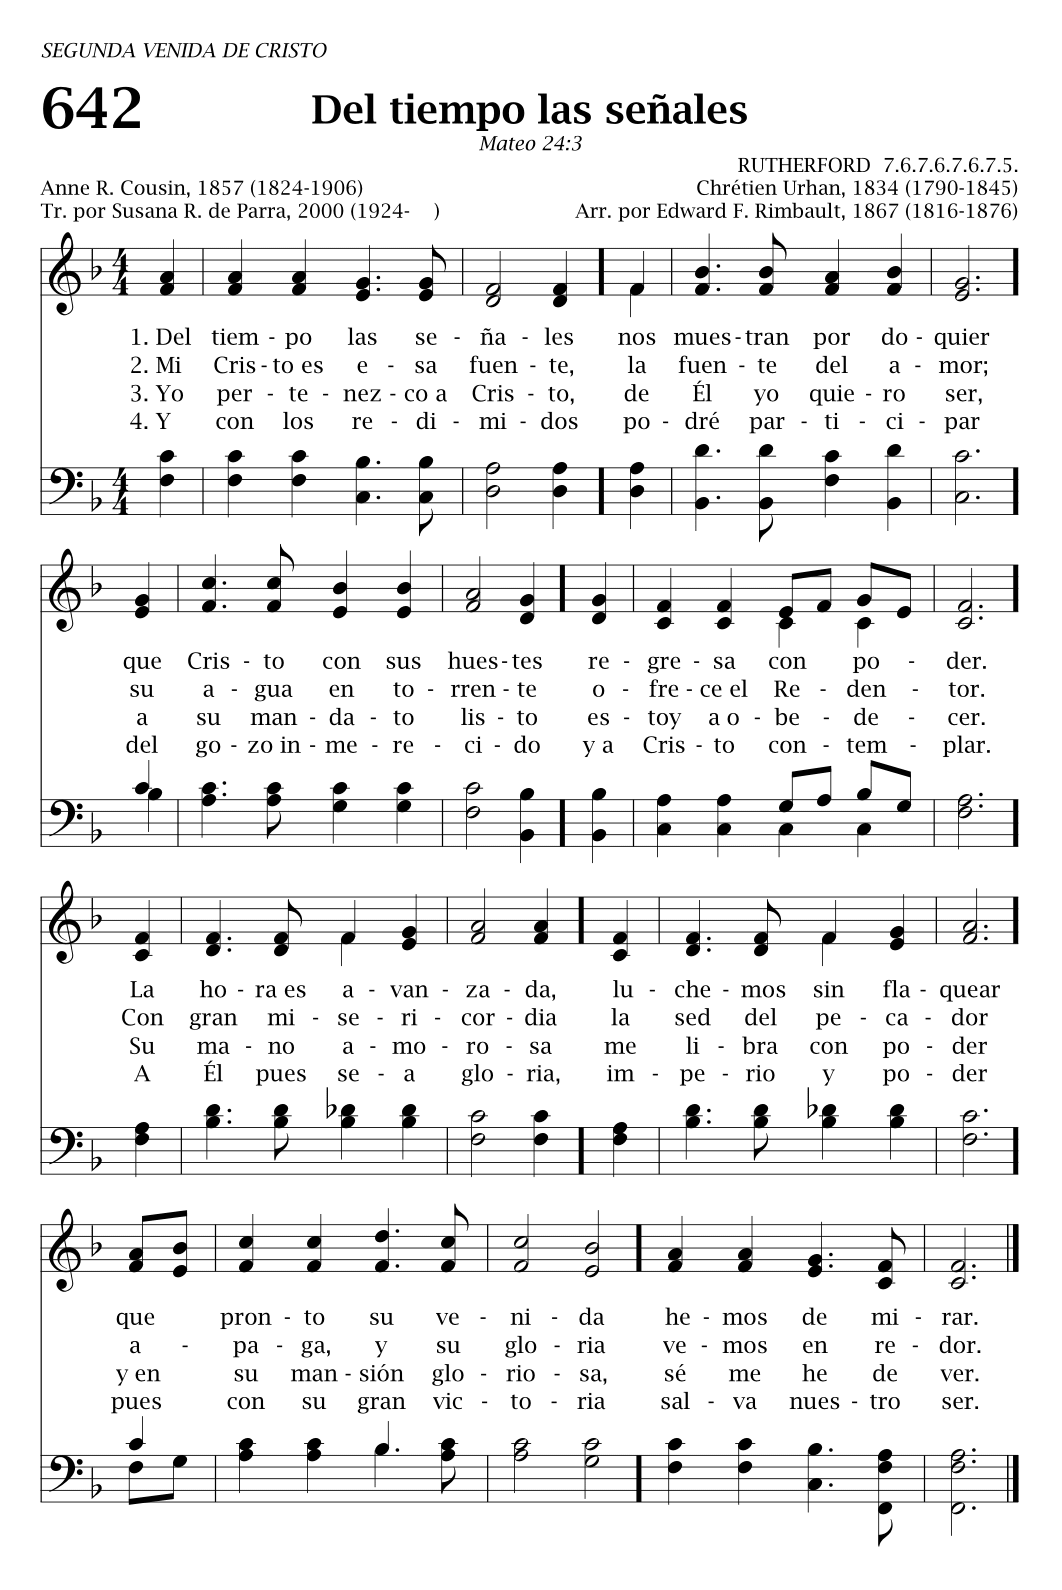 SEGUNDA VENIDA DE CRISTO
642 Del tiempo las señales
Mateo 24:3
RUTHERFORD 7.6.7.6.7.6.7.5.
Anne R. Cousin, 1857 (1824-1906) Chrétien Urhan, 1834 (1790-1845)
Tr. por Susana R. de Parra, 2000 (1924- ) Arr. por Edward F. Rimbault, 1867 (1816-1876)
1. Del tiem - po las se - ña - les nos mues - tran por do - quier
2. Mi Cris - to es e - sa fuen - te, la fuen - te del a - mor;
3. Yo per - te - nez - co a Cris - to, de Él yo quie - ro ser,
4. Y con los re - di - mi - dos po - dré par - ti - ci - par
que Cris - to con sus hues - tes re - gre - sa con po - der.
su a - gua en to - rren - te o - fre - ce el Re - den - tor.
a su man - da - to lis - to es - toy a o - be - de - cer.
del go - zo in - me - re - ci - do y a Cris - to con - tem - plar.
La ho - ra es a - van - za - da, lu - che - mos sin fla - quear
Con gran mi - se - ri - cor - dia la sed del pe - ca - dor
Su ma - no a - mo - ro - sa me li - bra con po - der
A Él pues se - a glo - ria, im - pe - rio y po - der
que pron - to su ve - ni - da he - mos de mi - rar.
a - pa - ga, y su glo - ria ve - mos en re - dor.
y en su man - sión glo - rio - sa, sé me he de ver.
pues con su gran vic - to - ria sal - va nues - tro ser.